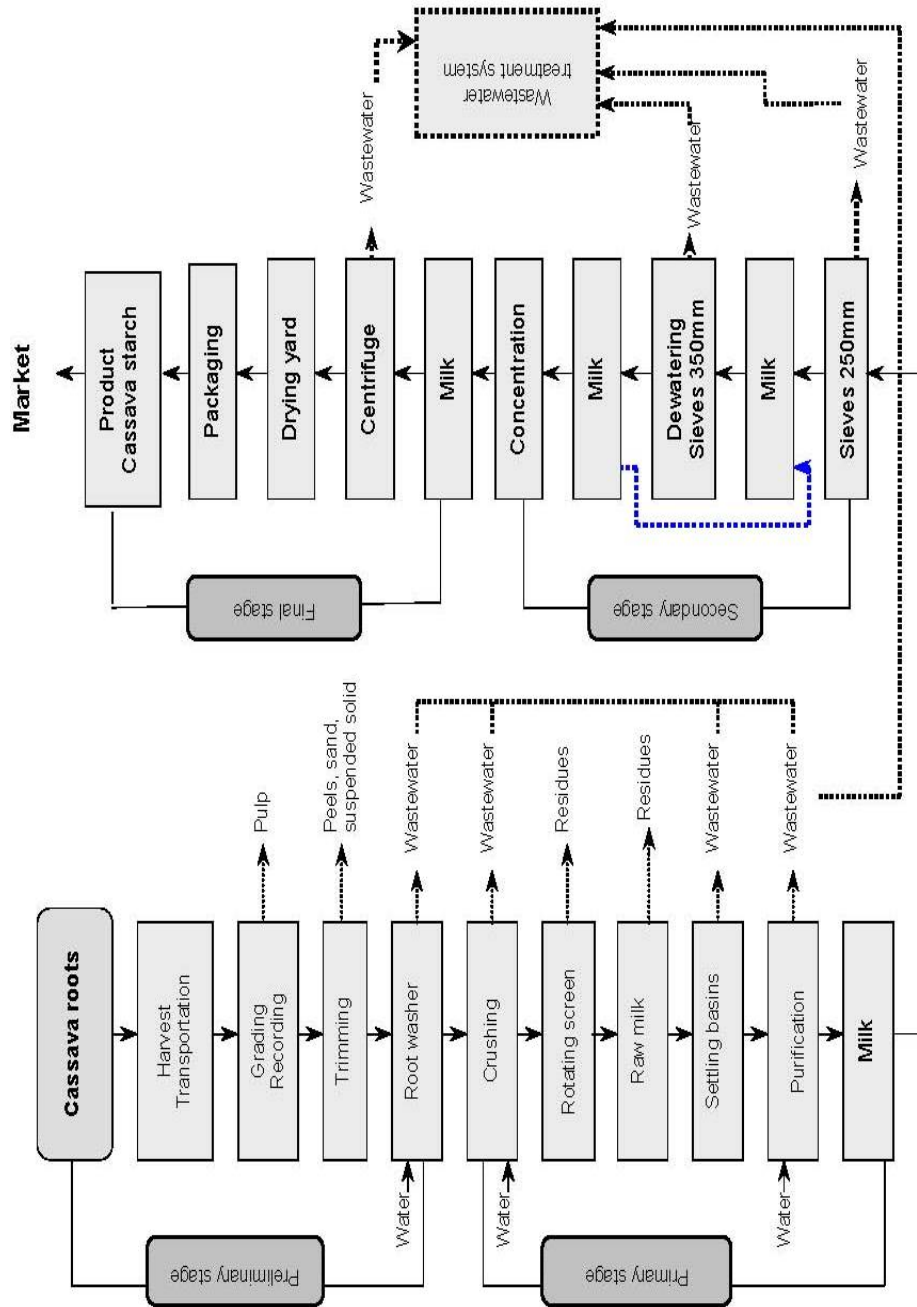 Cassava roots
Harvest
Transportation
Grading
Recording
Pulp
Trimming
Peels, sand,
suspended solid
Root washer
Water
Wastewater
Preliminary stage
Crushing
Water
Wastewater
Rotating screen
Residues
Raw milk
Residues
Settling basins
Wastewater
Purification
Water
Wastewater
Milk
Primary stage
Market
Product
Cassava starch
Packaging
Drying yard
Centrifuge
Wastewater
Milk
Final stage
Concentration
Milk
Dewatering
Sieves 350mm
Wastewater
Milk
Sieves 250mm
Wastewater
Secondary stage
Wastewater
treatment system